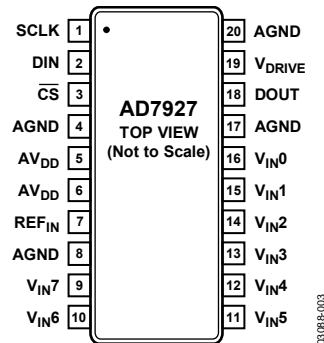 SCLK 1
DIN 2
CS 3
AGND 4
AVDD 5
AVDD 6
REFIN 7
AGND 8
VIN7 9
VIN6 10
AD7927
TOP VIEW
(Not to Scale)
20 AGND
19 VDRIVE
18 DOUT
17 AGND
16 VIN0
15 VIN1
14 VIN2
13 VIN3
12 VIN4
11 VIN5
03088-003